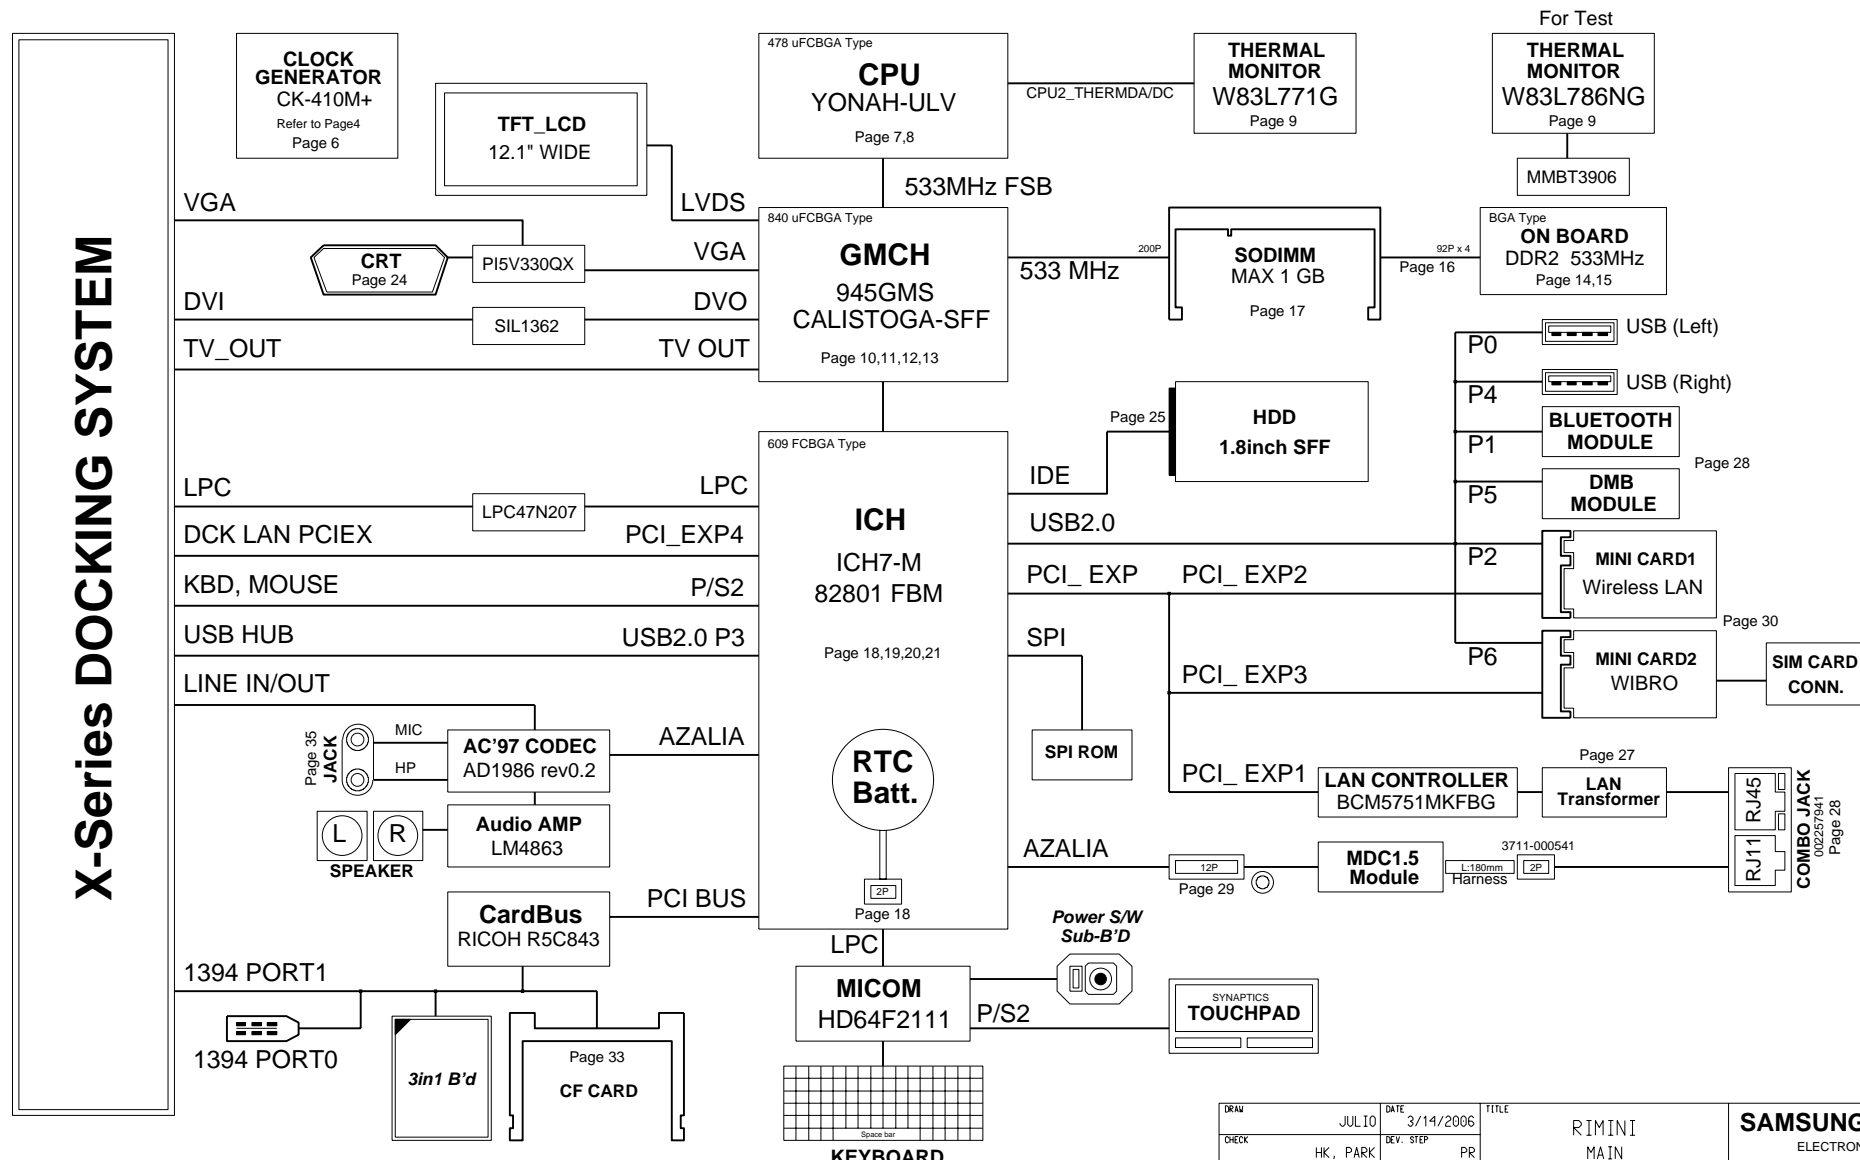 X-Series DOCKING SYSTEM
CLOCK
GENERATOR
CK-410M+
Refer to Page4
Page 6
TFT_LCD
12.1" WIDE
478 uFCBGA Type
CPU
YONAH-ULV
Page 7,8
CPU2_THERMDA/DC
THERMAL
MONITOR
W83L771G
Page 9
For Test
THERMAL
MONITOR
W83L786NG
Page 9
MMBT3906
533MHz FSB
VGA
LVDS
CRT
Page 24
PI5V330QX
VGA
DVI
SIL1362
DVO
TV_OUT
TV OUT
840 uFCBGA Type
GMCH
945GMS
CALISTOGA-SFF
Page 10,11,12,13
533 MHz
200P
SODIMM
MAX 1 GB
Page 17
92P x 4
Page 16
BGA Type
ON BOARD
DDR2 533MHz
Page 14,15
P0
USB (Left)
P4
USB (Right)
P1
BLUETOOTH
MODULE
Page 28
P5
DMB
MODULE
P2
MINI CARD1
Wireless LAN
Page 30
P6
MINI CARD2
WIBRO
SIM CARD
CONN.
Page 25
HDD
1.8inch SFF
609 FCBGA Type
ICH
ICH7-M
82801 FBM
Page 18,19,20,21
RTC
Batt.
2P
Page 18
LPC
LPC47N207
LPC
DCK LAN PCIEX
PCI_EXP4
KBD, MOUSE
P/S2
USB HUB
USB2.0 P3
LINE IN/OUT
IDE
USB2.0
PCI_ EXP
PCI_ EXP2
SPI
PCI_ EXP3
SPI ROM
PCI_ EXP1
LAN CONTROLLER
BCM5751MKFBG
Page 27
LAN
Transformer
RJ45
RJ11
COMBO JACK
002257941
Page 28
AZALIA
12P
Page 29
MDC1.5
Module
L:180mm
Harness
3711-000541
2P
Page 35
JACK
MIC
HP
AC'97 CODEC
AD1986 rev0.2
AZALIA
L
R
SPEAKER
Audio AMP
LM4863
CardBus
RICOH R5C843
PCI BUS
1394 PORT1
1394 PORT0
3in1 B'd
Page 33
CF CARD
LPC
MICOM
HD64F2111
Power S/W
Sub-B'D
P/S2
SYNAPTICS
TOUCHPAD
Space bar
KEYBOARD
DRAW
JULIO
DATE
3/14/2006
TITLE
RIMINI
MAIN
SAMSUNG
ELECTRON
CHECK
HK, PARK
DEV. STEP
PR